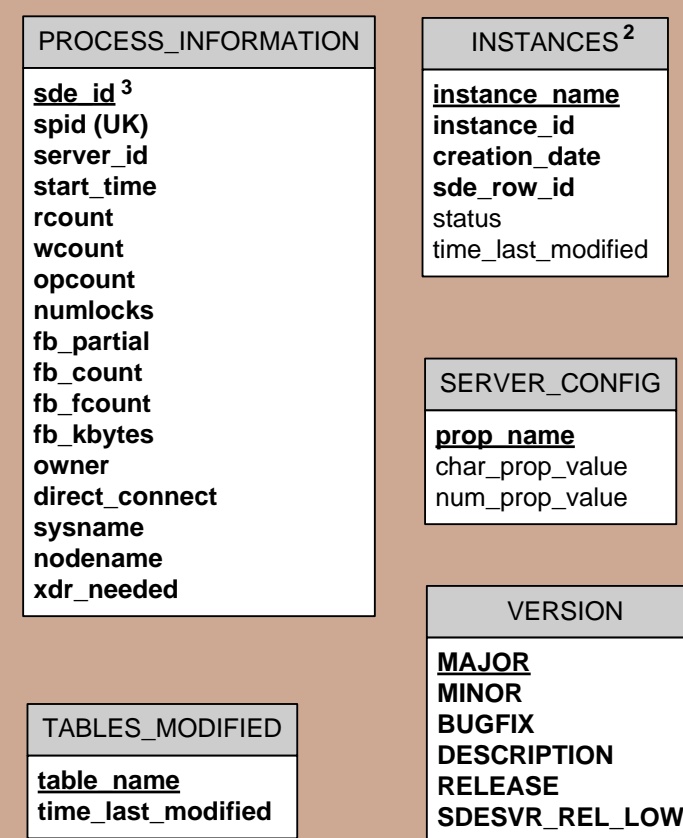 PROCESS_INFORMATION
sde_id 3
spid (UK)
server_id
start_time
rcount
wcount
opcount
numlocks
fb_partial
fb_count
fb_fcount
fb_kbytes
owner
direct_connect
sysname
nodename
xdr_needed
INSTANCES 2
instance_name
instance_id
creation_date
sde_row_id
status
time_last_modified
SERVER_CONFIG
prop_name
char_prop_value
num_prop_value
TABLES_MODIFIED
table_name
time_last_modified
VERSION
MAJOR
MINOR
BUGFIX
DESCRIPTION
RELEASE
SDESVR_REL_LOW